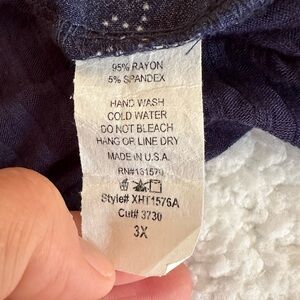 95% RAYON
5% SPANDEX
HAND WASH
COLD WATER
DO NOT BLEACH
HANG OR LINE DRY
MADE IN U.S.A.
RN#131570
Style# XHT1576A
Cut# 3730
3X